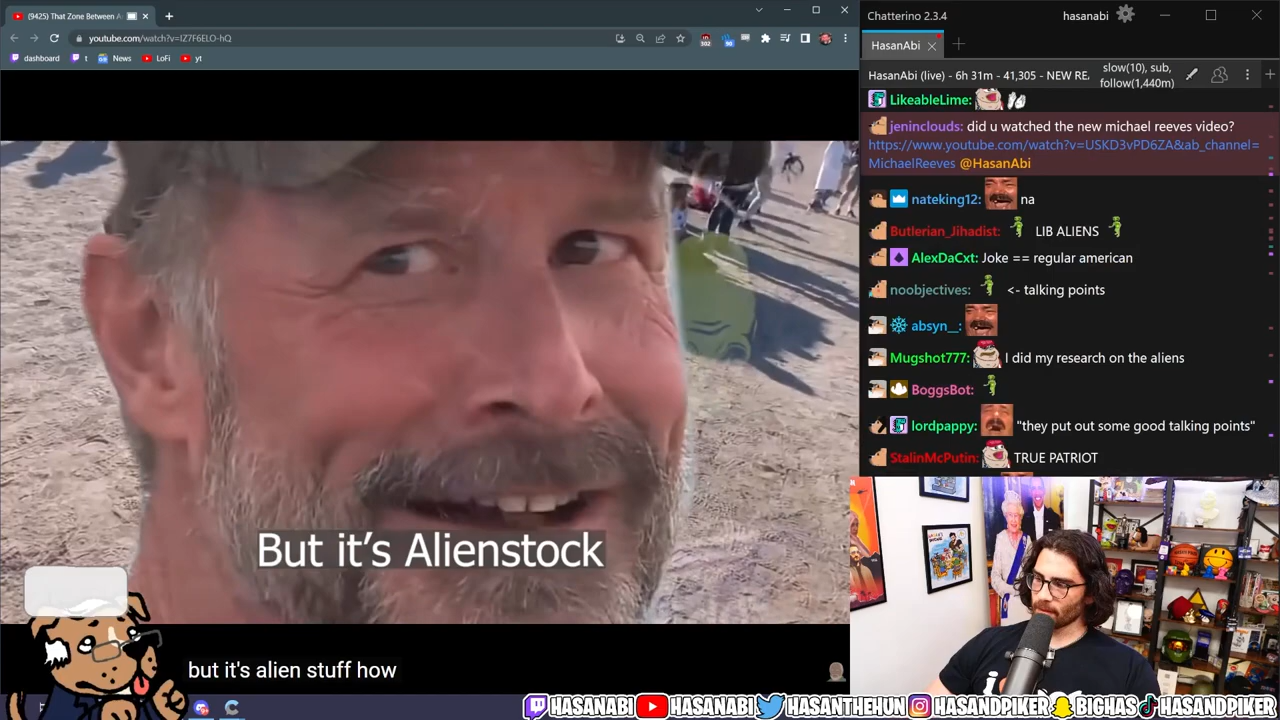 (9425) That Zone Between A
youtube.com/watch?v=IZ7F6ELO-hQ
302
90
dashboard
t
News
LoFi
yt
But it's Alienstock
but it's alien stuff how
Chatterino 2.3.4
hasanabi
HasanAbi
HasanAbi (live) - 6h 31m - 41,305 - NEW RE
slow(10), sub,
follow(1,440m)
LikeableLime:
jeninclouds: did u watched the new michael reeves video?
https://www.youtube.com/watch?v=USKD3vPD6ZA&ab_channel=
MichaelReeves @HasanAbi
nateking12: na
Butlerian_Jihadist: LIB ALIENS
AlexDaCxt: Joke == regular american
noobjectives: <- talking points
absyn__:
Mugshot777: I did my research on the aliens
BoggsBot:
lordpappy: "they put out some good talking points"
StalinMcPutin: TRUE PATRIOT
HASANABI
HASANABI
HASANTHEHUN
HASANDPIKER
BIGHAS
HASANDPIKER